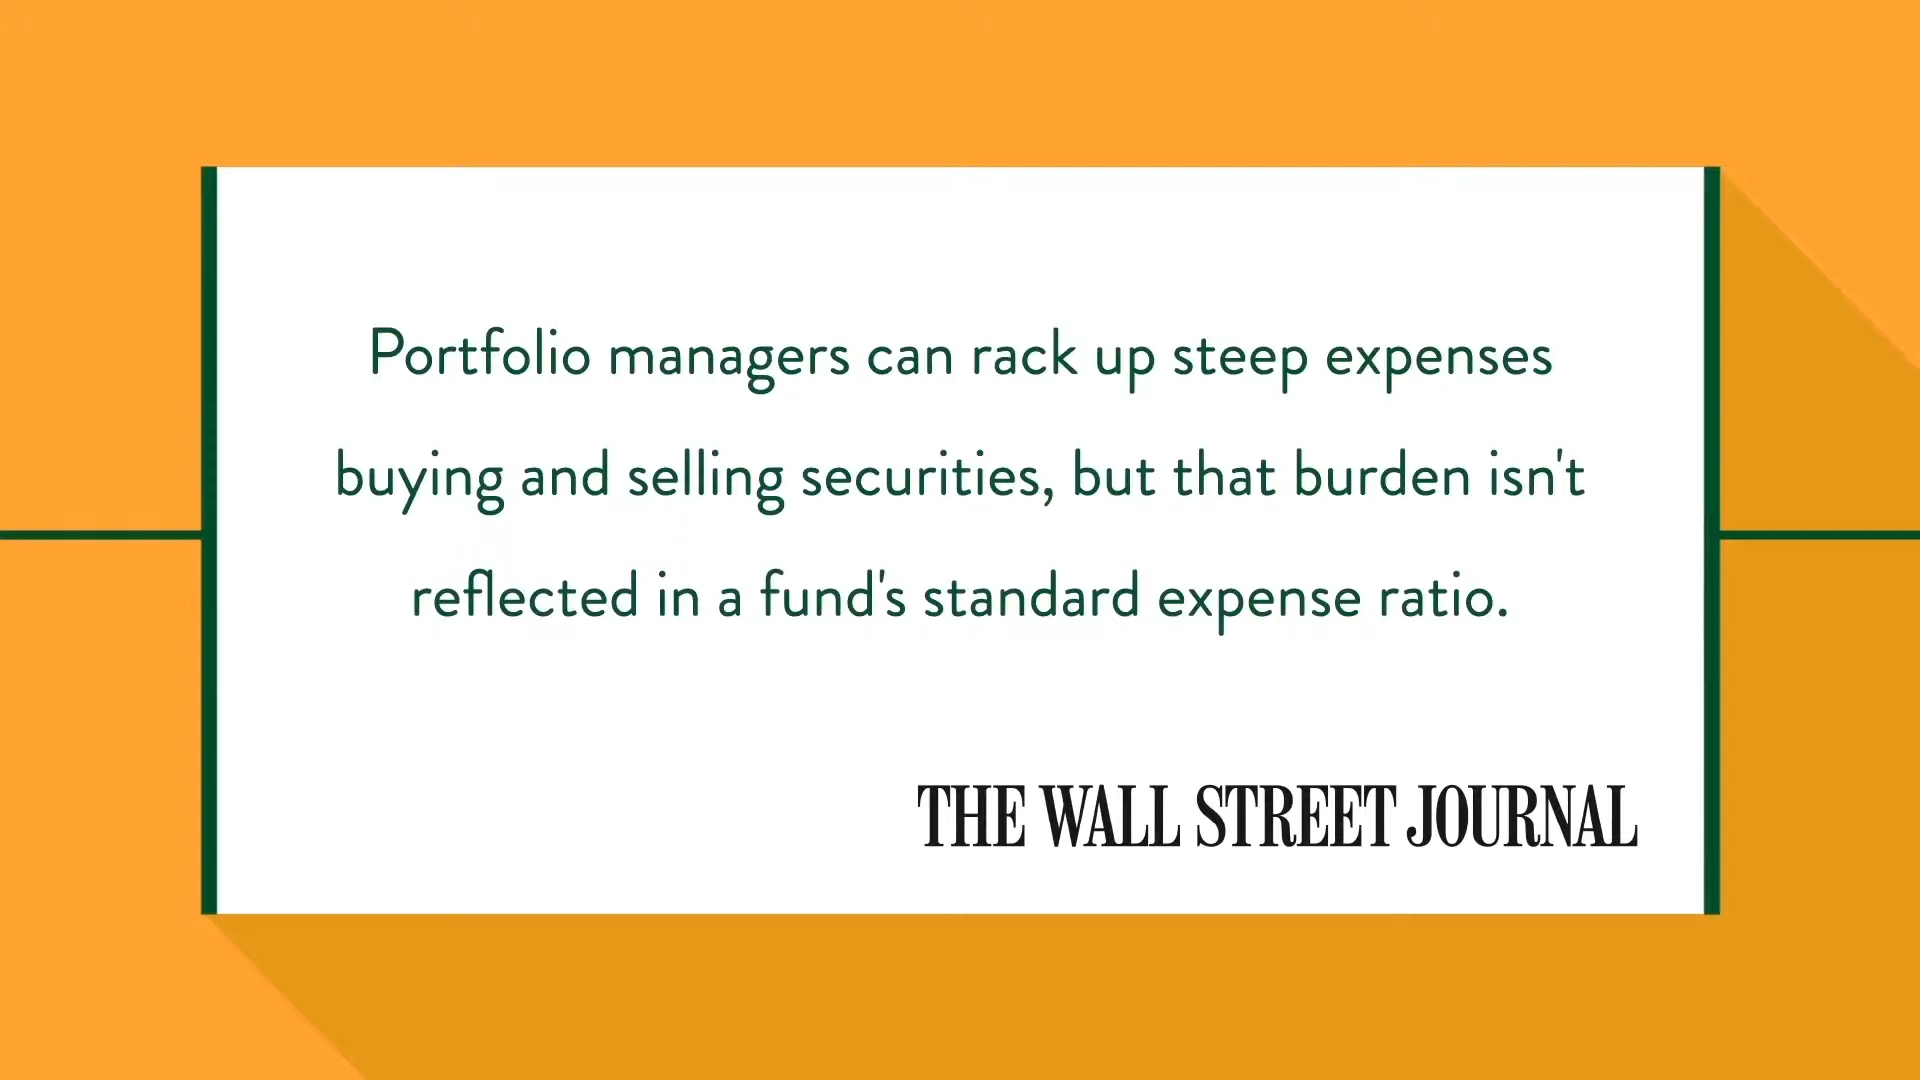 Portfolio managers can rack up steep expenses
buying and selling securities, but that burden isn't
reflected in a fund's standard expense ratio.
THE WALL STREET JOURNAL